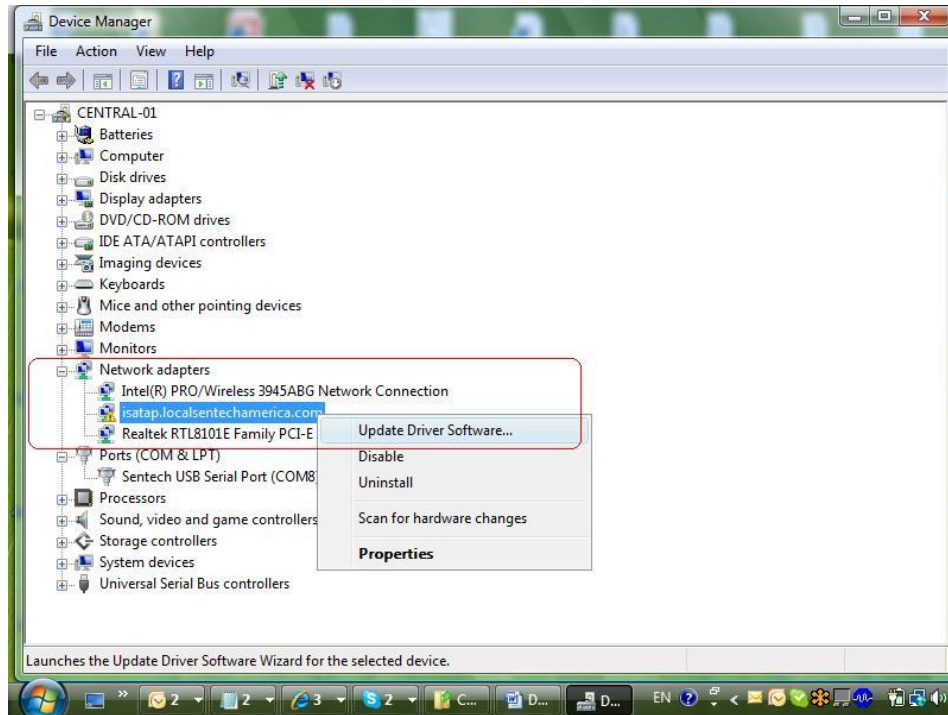 Device Manager
File Action View Help
CENTRAL-01
Batteries
Computer
Disk drives
Display adapters
DVD/CD-ROM drives
IDE ATA/ATAPI controllers
Imaging devices
Keyboards
Mice and other pointing devices
Modems
Monitors
Network adapters
Intel(R) PRO/Wireless 3945ABG Network Connection
isatap.localsentechamerica.com
Realtek RTL8101E Family PCI-E
Ports (COM & LPT)
Sentech USB Serial Port (COM8)
Processors
Sound, video and game controllers
Storage controllers
System devices
Universal Serial Bus controllers
Update Driver Software...
Disable
Uninstall
Scan for hardware changes
Properties
Launches the Update Driver Software Wizard for the selected device.
2 2 3 2 C... D... D... EN